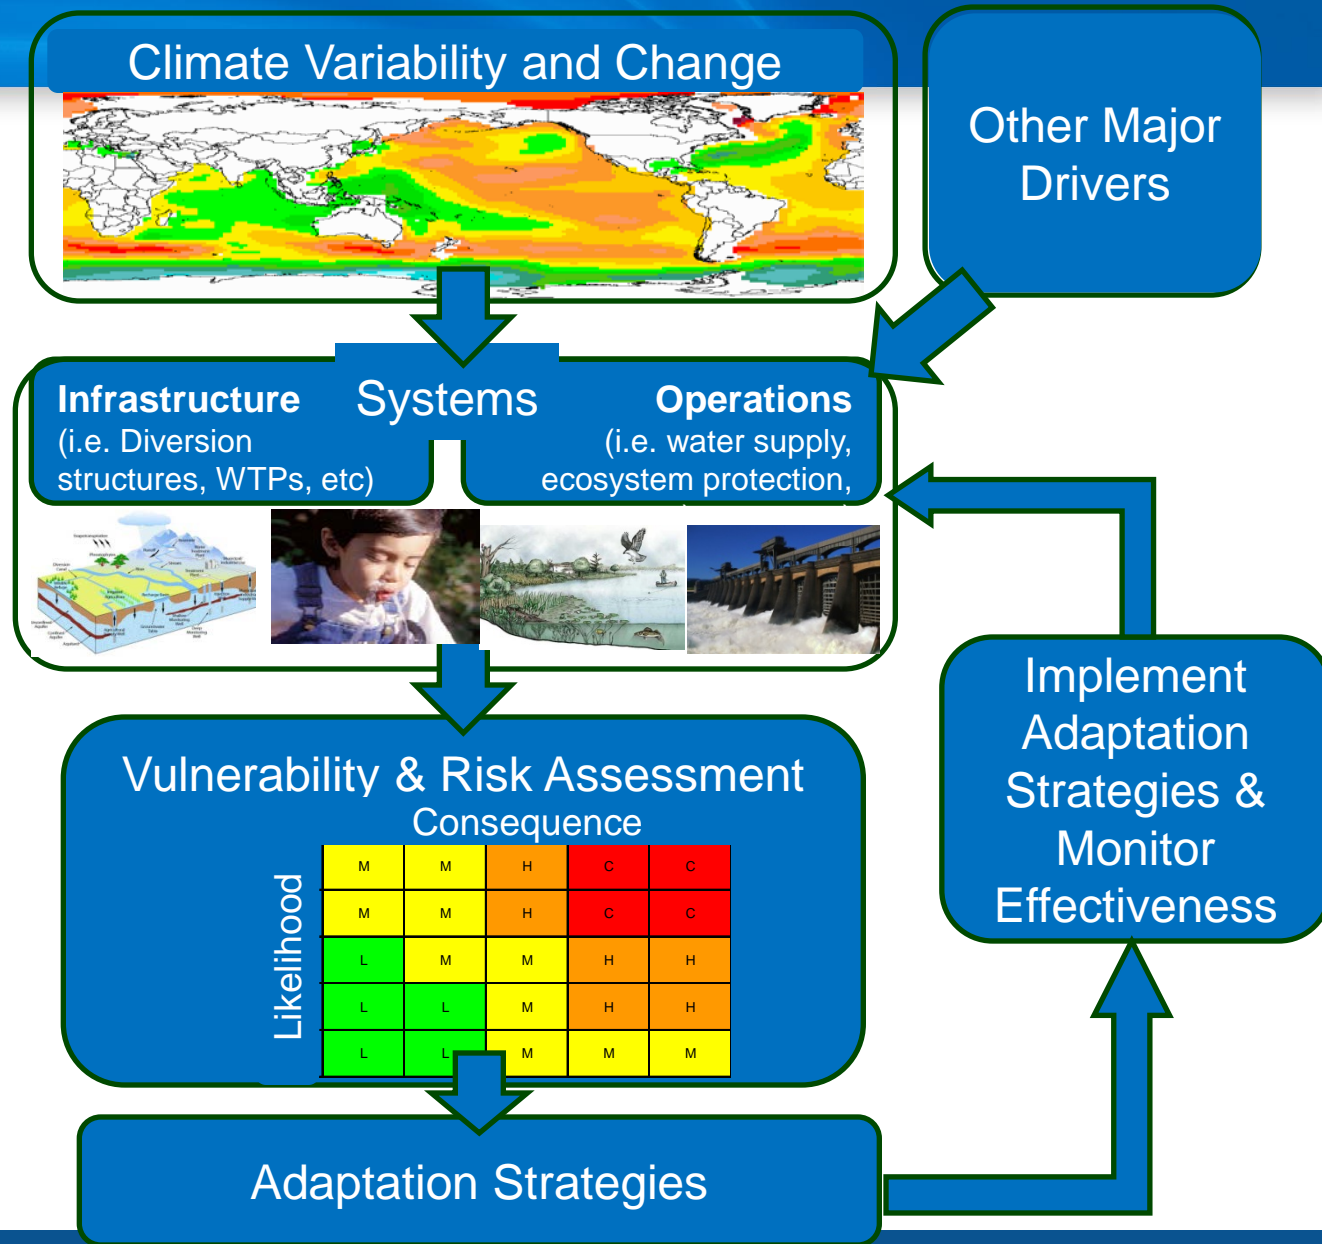 Climate Variability and Change
Other Major
Drivers
Systems
Infrastructure
(i.e. Diversion
structures, WTPs, etc)
Operations
(i.e. water supply,
ecosystem protection,
Vulnerability & Risk Assessment
Consequence
Likelihood
M M H C C
M M H C C
L M M H H
L L M H H
L L M M M
Adaptation Strategies
Implement
Adaptation
Strategies &
Monitor
Effectiveness